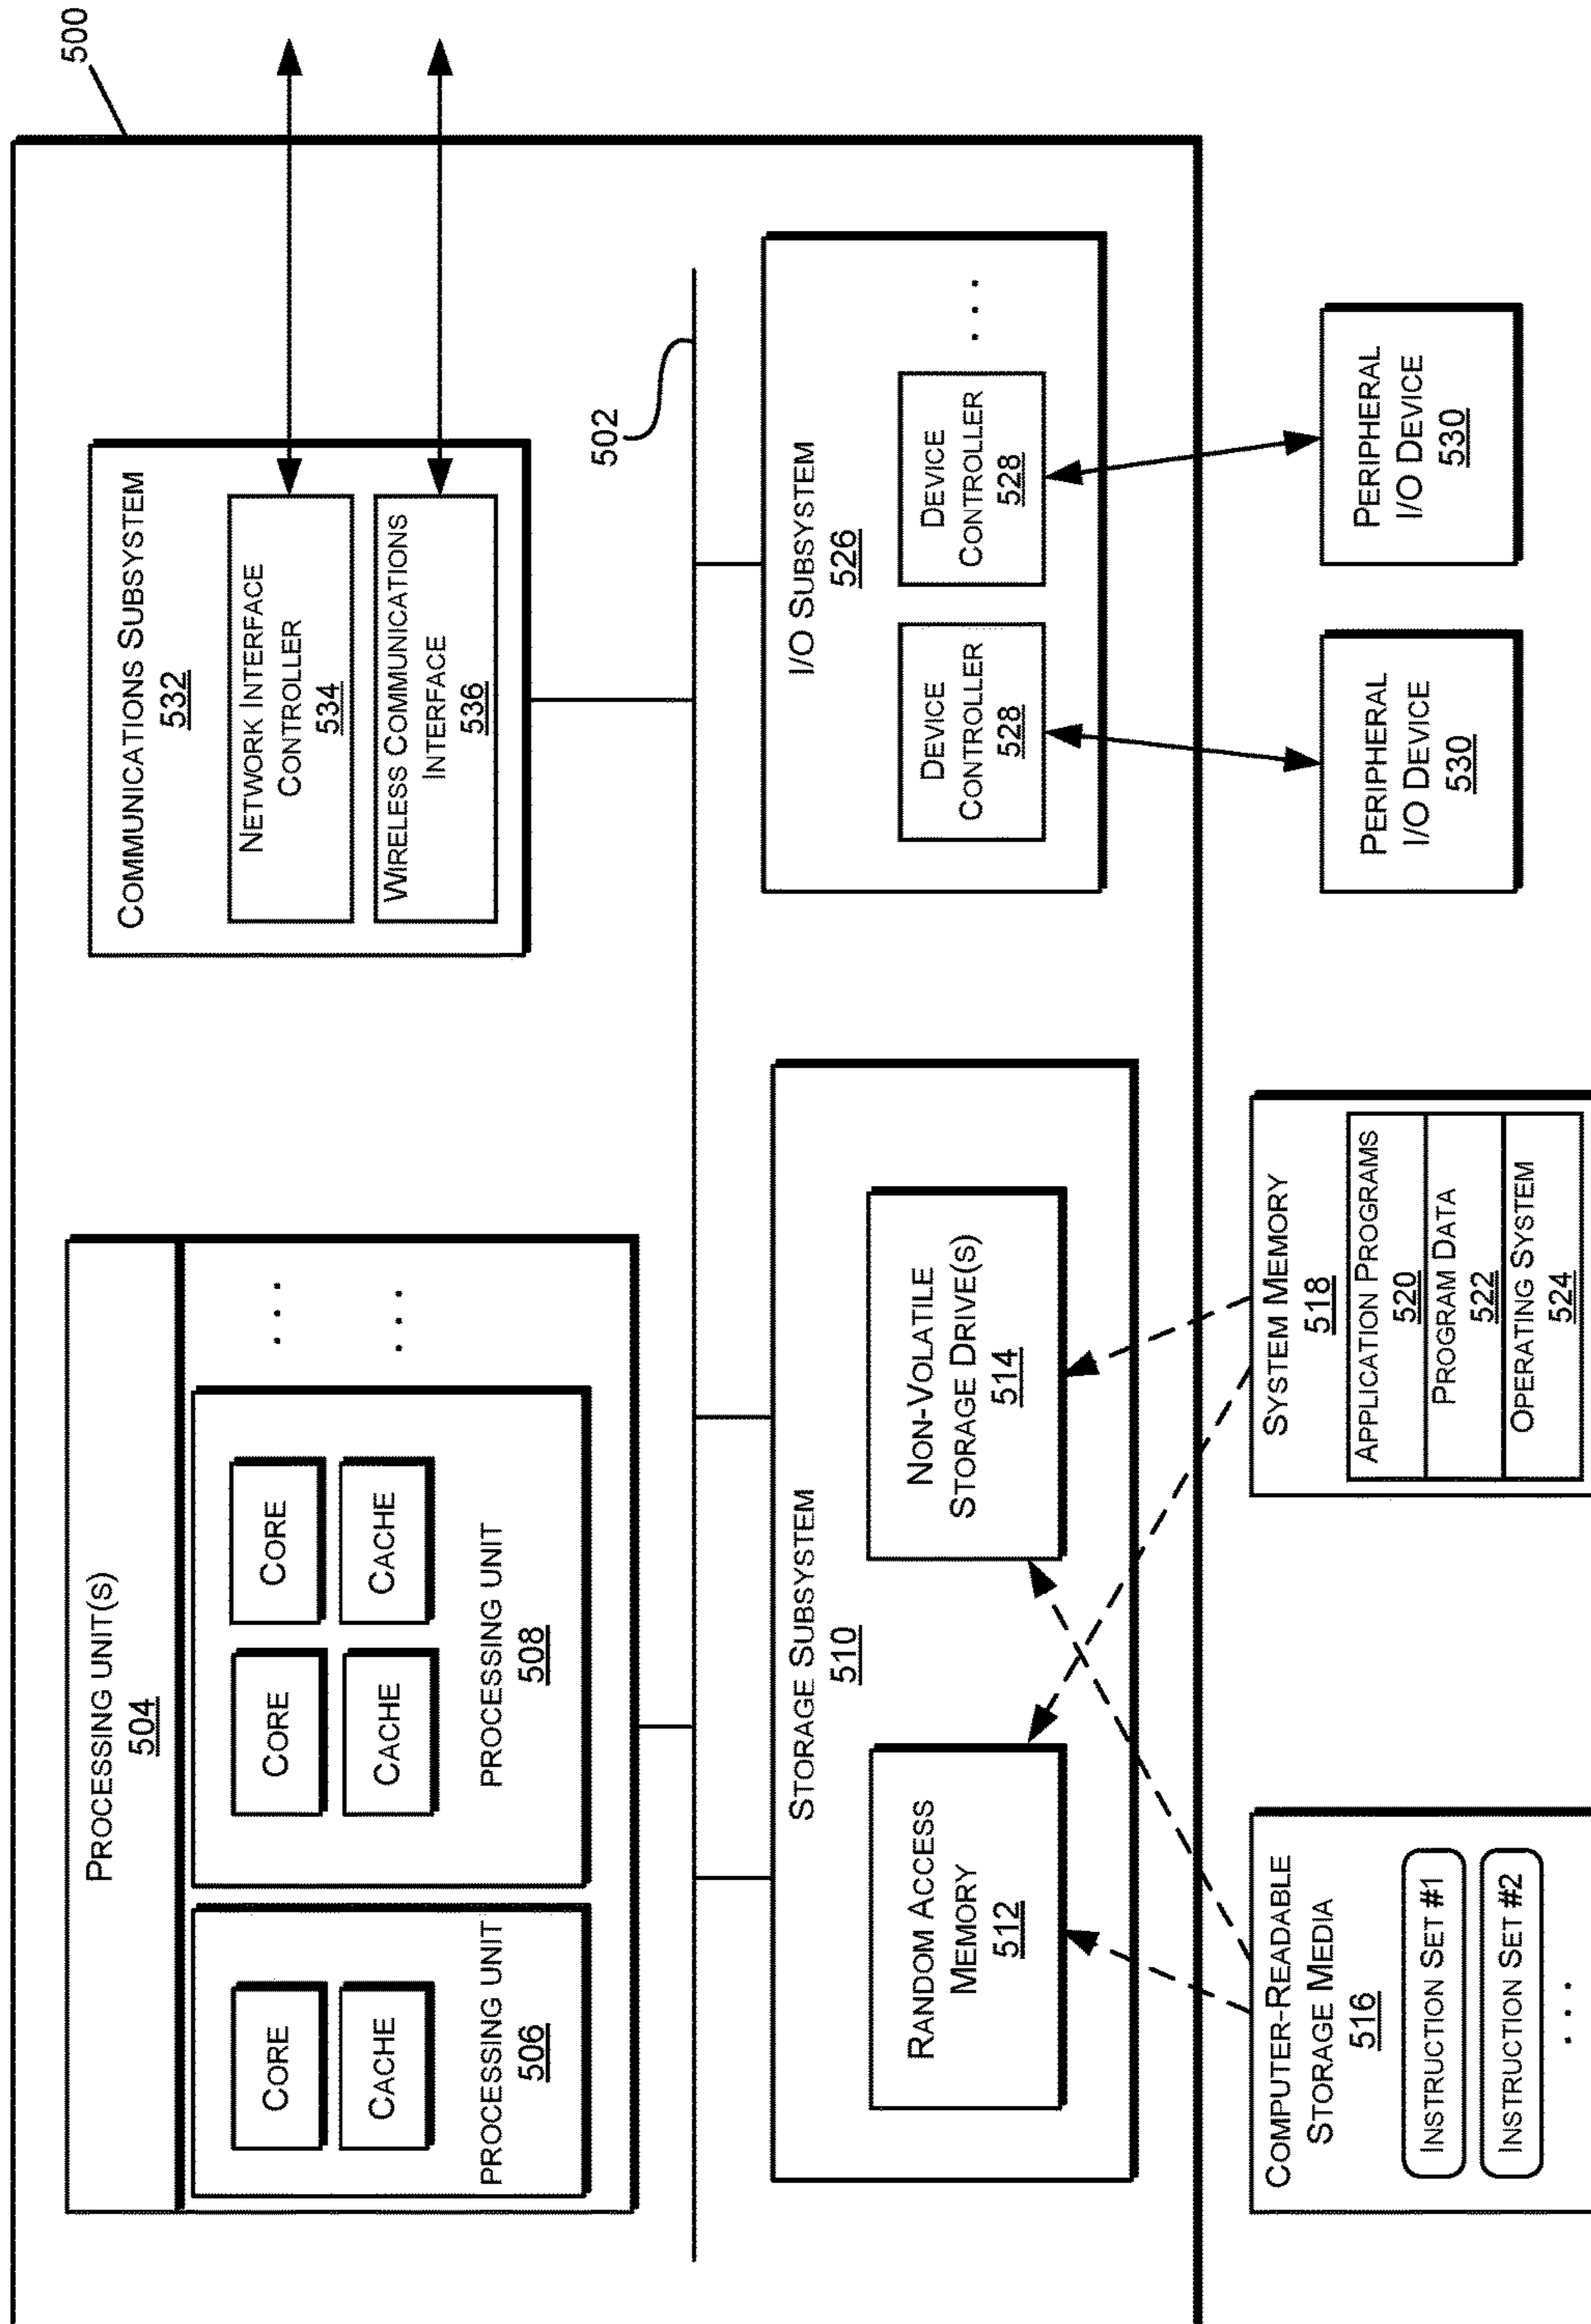 500
PROCESSING UNIT(S)
504
CORE
CACHE
PROCESSING UNIT
506
CORE
CORE
CACHE
CACHE
PROCESSING UNIT
508
. . .
. . .
COMMUNICATIONS SUBSYSTEM
532
NETWORK INTERFACE
CONTROLLER
534
WIRELESS COMMUNICATIONS
INTERFACE
536
502
STORAGE SUBSYSTEM
510
RANDOM ACCESS
MEMORY
512
NON-VOLATILE
STORAGE DRIVE(S)
514
I/O SUBSYSTEM
526
DEVICE
CONTROLLER
528
DEVICE
CONTROLLER
528
. . .
COMPUTER-READABLE
STORAGE MEDIA
516
INSTRUCTION SET #1
INSTRUCTION SET #2
. . .
SYSTEM MEMORY
518
APPLICATION PROGRAMS
520
PROGRAM DATA
522
OPERATING SYSTEM
524
PERIPHERAL
I/O DEVICE
530
PERIPHERAL
I/O DEVICE
530